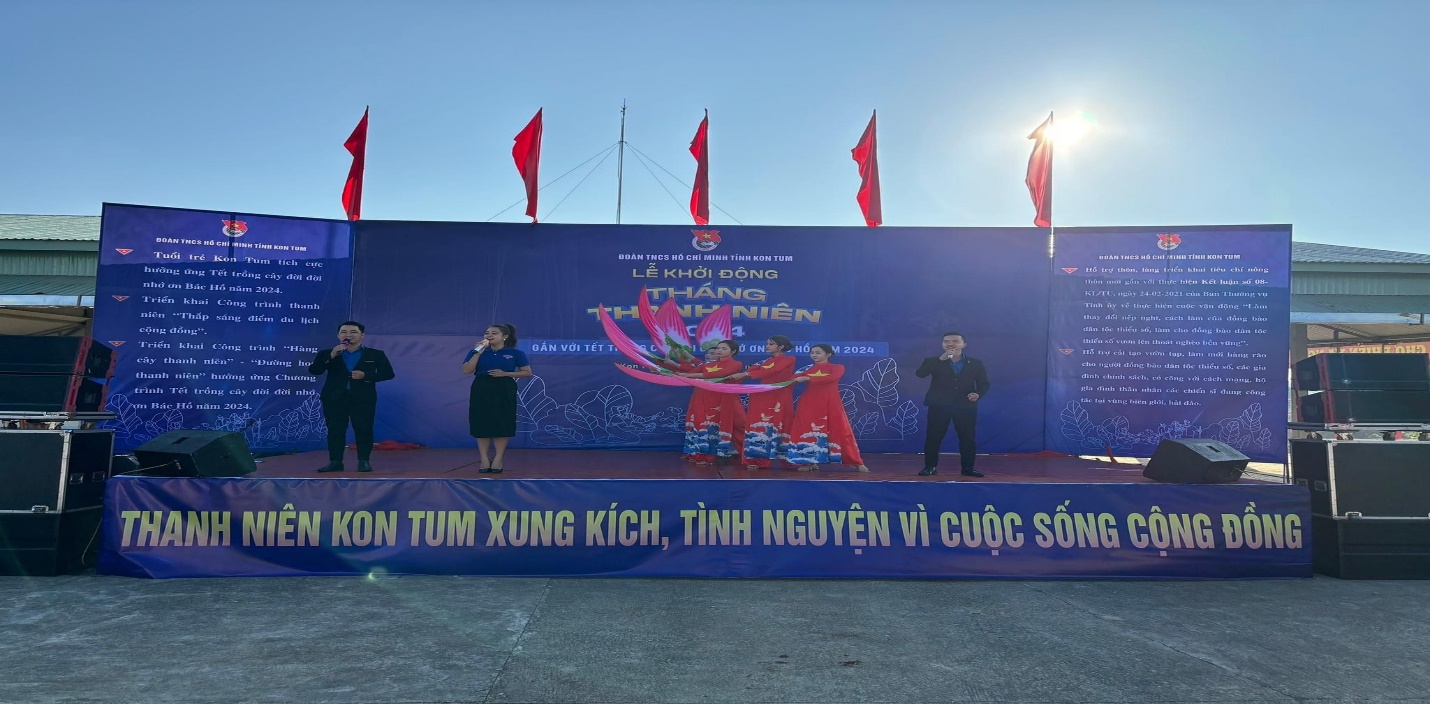 ĐOÀN TNCS HỒ CHÍ MINH TỈNH KON TUM
Tuổi trẻ Kon Tum tích cực
hưởng ứng Tết trồng cây đời đời
nhớ ơn Bác Hồ năm 2024.
Triển khai Công trình thanh
niên “Thắp sáng điểm du lịch
cộng đồng”.
Triển khai Công trình “Hàng
cây thanh niên” - “Đường hoa
thanh niên” hưởng ứng Chương
trình Tết trồng cây đời đời nhớ
ơn Bác Hồ năm 2024.
ĐOÀN TNCS HỒ CHÍ MINH TỈNH KON TUM
LỄ KHỞI ĐỘNG
THÁNG
THANH NIÊN
2024
GẮN VỚI TẾT TRỒNG CÂY ĐỜI ĐỜI NHỚ ƠN BÁC HỒ NĂM 2024
Kon
ĐOÀN TNCS HỒ CHÍ MINH TỈNH KON TUM
Hỗ trợ thôn, làng triển khai tiêu chí nông
thôn mới gắn với thực hiện Kết luận số 08-
KL/TU, ngày 24-02-2021 của Ban Thường vụ
Tỉnh ủy về thực hiện cuộc vận động “Làm
thay đổi nếp nghĩ, cách làm của đồng bào
dân tộc thiểu số, làm cho đồng bào dân tộc
thiểu số vươn lên thoát nghèo bền vững”.
Hỗ trợ cải tạo vườn tạp, làm mới hàng rào
cho người đồng bào dân tộc thiểu số, các gia
đình chính sách, có công với cách mạng, hộ
gia đình thân nhân các chiến sĩ đang công
tác tại vùng biên giới, hải đảo.
THANH NIÊN KON TUM XUNG KÍCH, TÌNH NGUYỆN VÌ CUỘC SỐNG CỘNG ĐỒNG